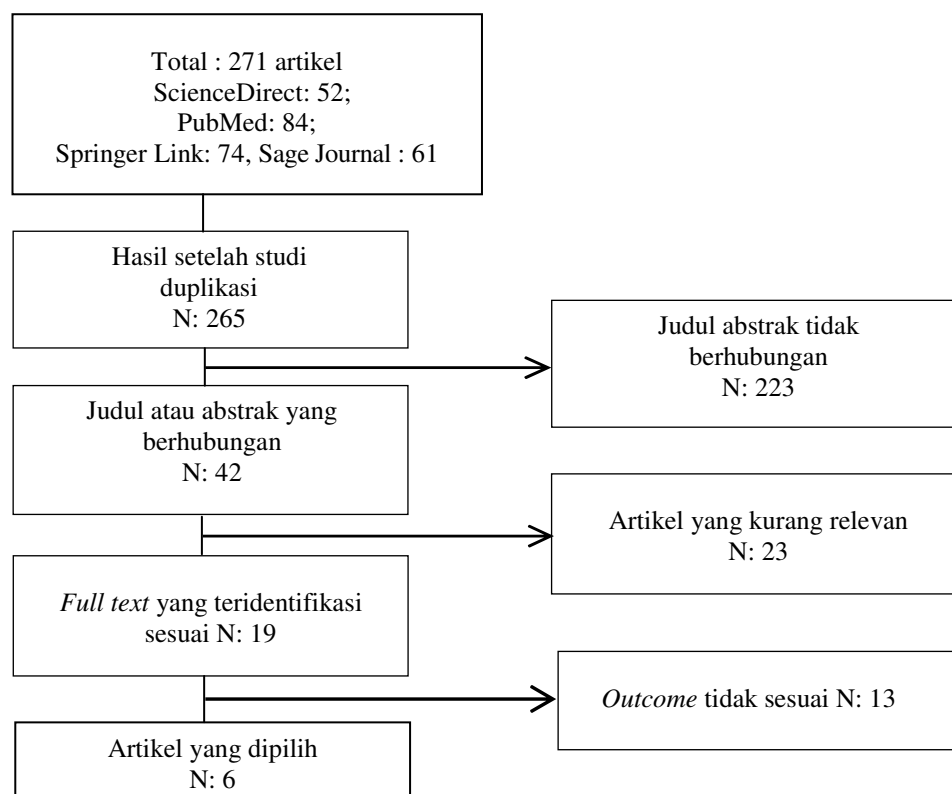 Total : 271 artikel
ScienceDirect: 52;
PubMed: 84;
Springer Link: 74, Sage Journal : 61
Hasil setelah studi
duplikasi
N: 265
Judul abstrak tidak
berhubungan
N: 223
Judul atau abstrak yang
berhubungan
N: 42
Artikel yang kurang relevan
N: 23
Full text yang teridentifikasi
sesuai N: 19
Outcome tidak sesuai N: 13
Artikel yang dipilih
N: 6